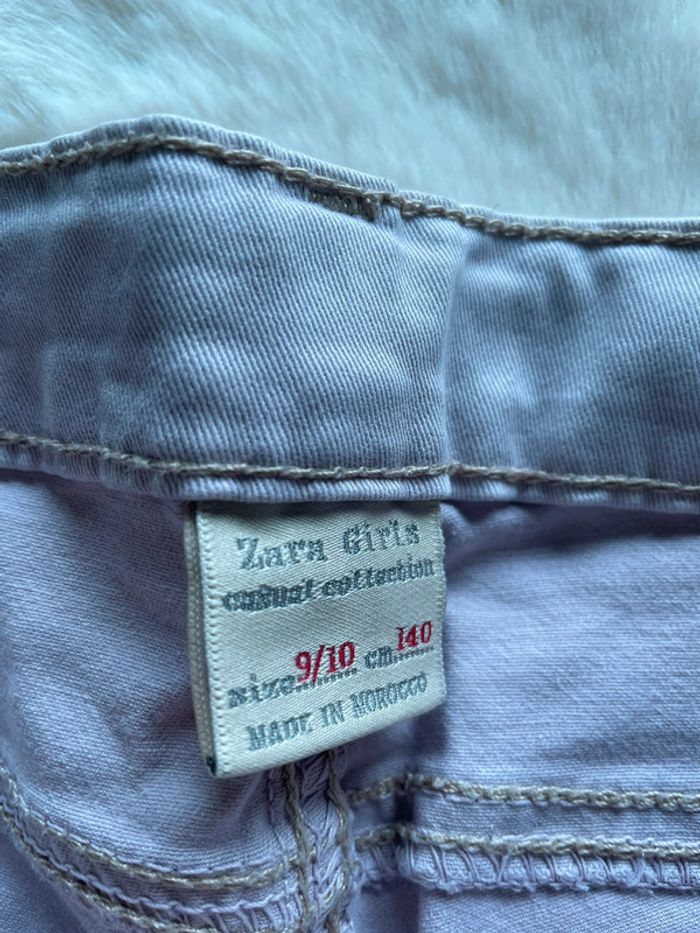 Zara Girls
casual collection
size 9/10 cm 140
MADE IN MOROCCO